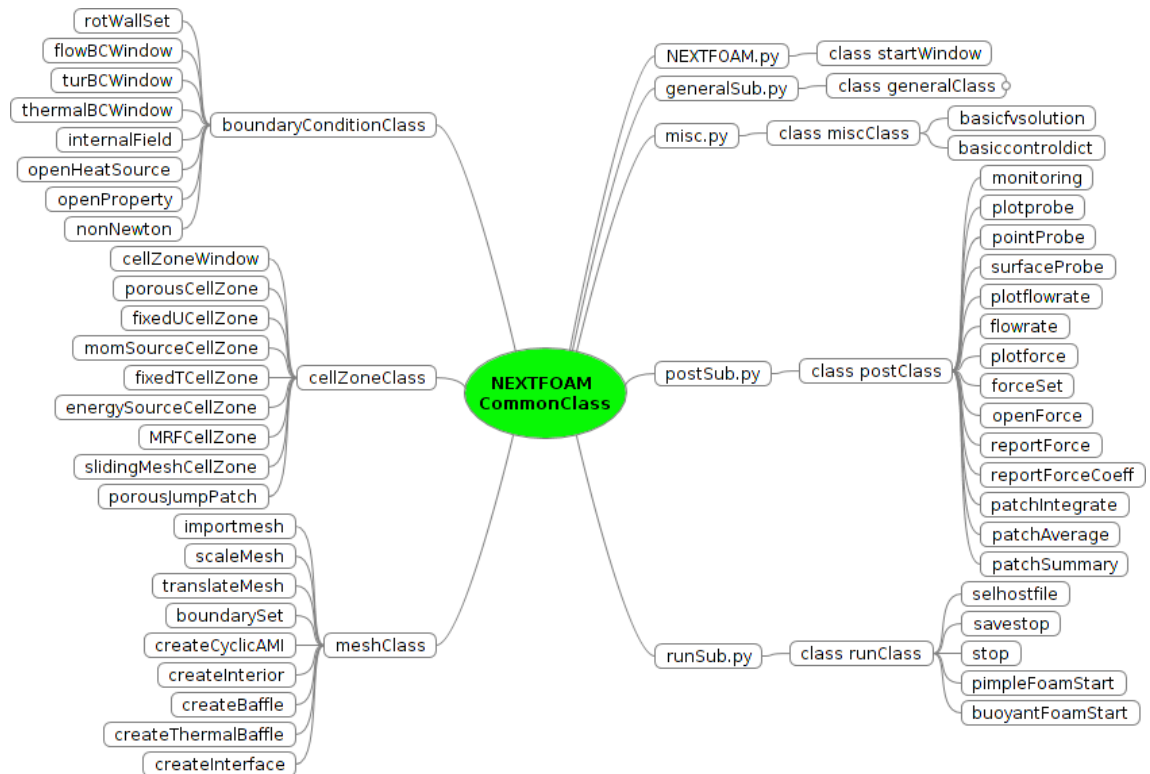 rotWallSet
flowBCWindow
turBCWindow
thermalBCWindow
internalField
openHeatSource
openProperty
nonNewton
boundaryConditionClass
cellZoneWindow
porousCellZone
fixedUCellZone
momSourceCellZone
fixedTCellZone
energySourceCellZone
MRFCellZone
slidingMeshCellZone
porousJumpPatch
cellZoneClass
importmesh
scaleMesh
translateMesh
boundarySet
createCyclicAMI
createInterior
createBaffle
createThermalBaffle
createInterface
meshClass
NEXTFOAM
CommonClass
NEXTFOAM.py
class startWindow
generalSub.py
class generalClass
misc.py
class miscClass
basicfvsolution
basiccontroldict
postSub.py
class postClass
monitoring
plotprobe
pointProbe
surfaceProbe
plotflowrate
flowrate
plotforce
forceSet
openForce
reportForce
reportForceCoeff
patchIntegrate
patchAverage
patchSummary
runSub.py
class runClass
selhostfile
savestop
stop
pimpleFoamStart
buoyantFoamStart